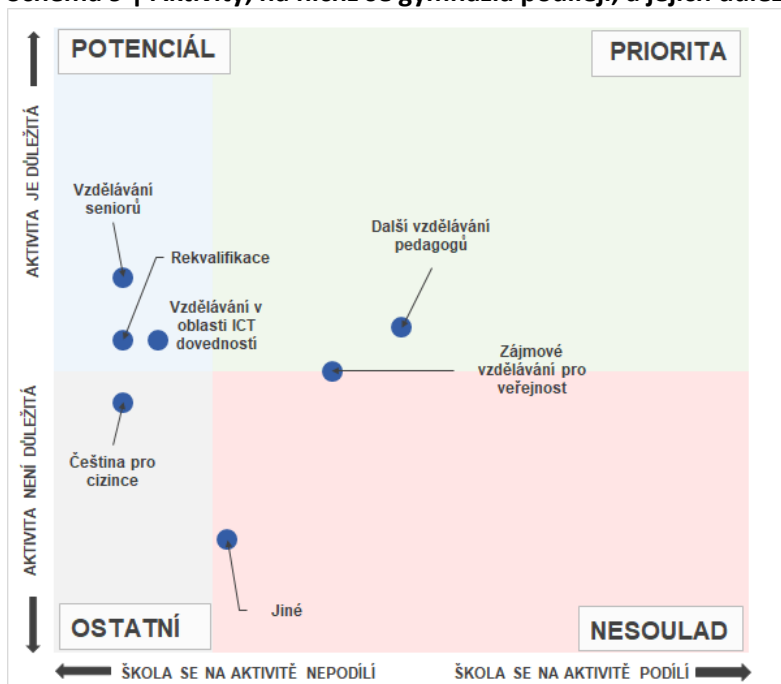 POTENCIÁL
PRIORITA
AKTIVITA JE DŮLEŽITÁ
Vzdělávání
seniorů
Další vzdělávání
pedagogů
Rekvalifikace
Vzdělávání v
oblasti ICT
dovedností
Zájmové
vzdělávání pro
veřejnost
AKTIVITA NENÍ DŮLEŽITÁ
Čeština pro
cizince
Jiné
OSTATNÍ
NESOULAD
ŠKOLA SE NA AKTIVITĚ NEPODÍLÍ
ŠKOLA SE NA AKTIVITĚ PODÍLÍ